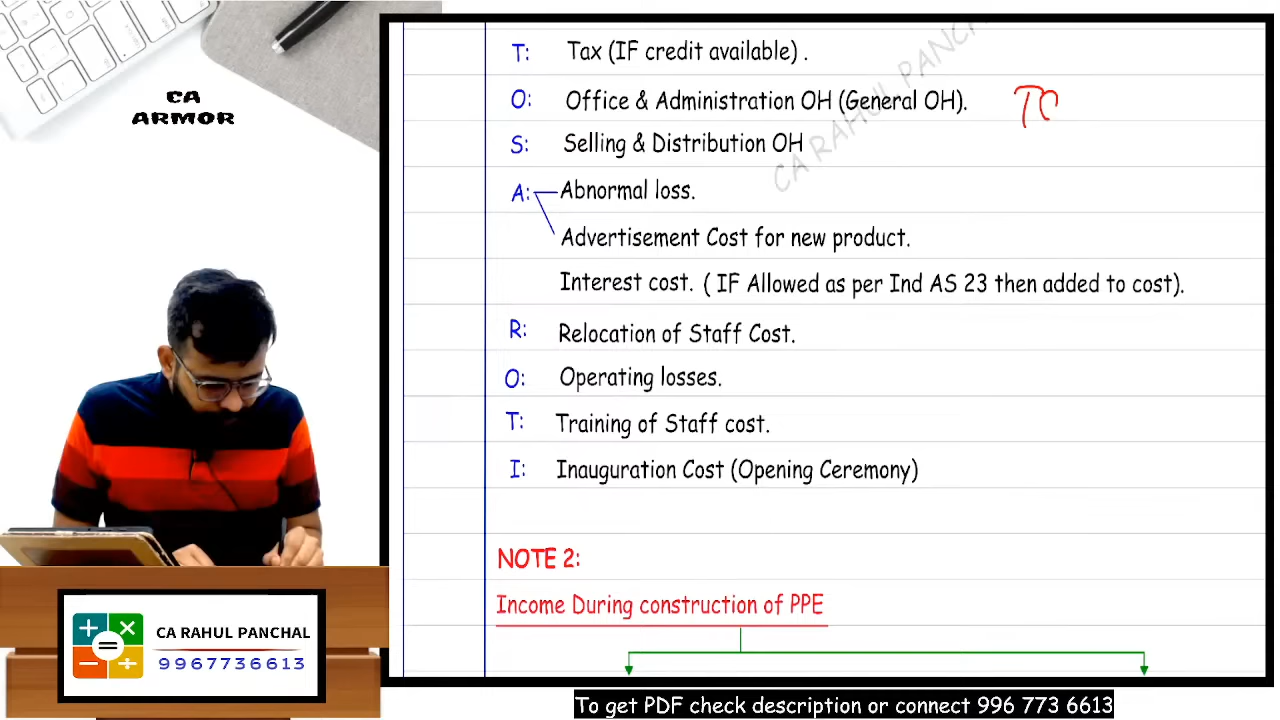 CA
ARMOR
T: Tax (IF credit available) .
O: Office & Administration OH (General OH).
TO
S: Selling & Distribution OH
A: Abnormal loss.
Advertisement Cost for new product.
Interest cost. ( IF Allowed as per Ind AS 23 then added to cost).
R: Relocation of Staff Cost.
O: Operating losses.
T: Training of Staff cost.
I: Inauguration Cost (Opening Ceremony)
NOTE 2:
Income During construction of PPE
CA RAHUL PANCHAL
9967736613
To get PDF check description or connect 996 773 6613